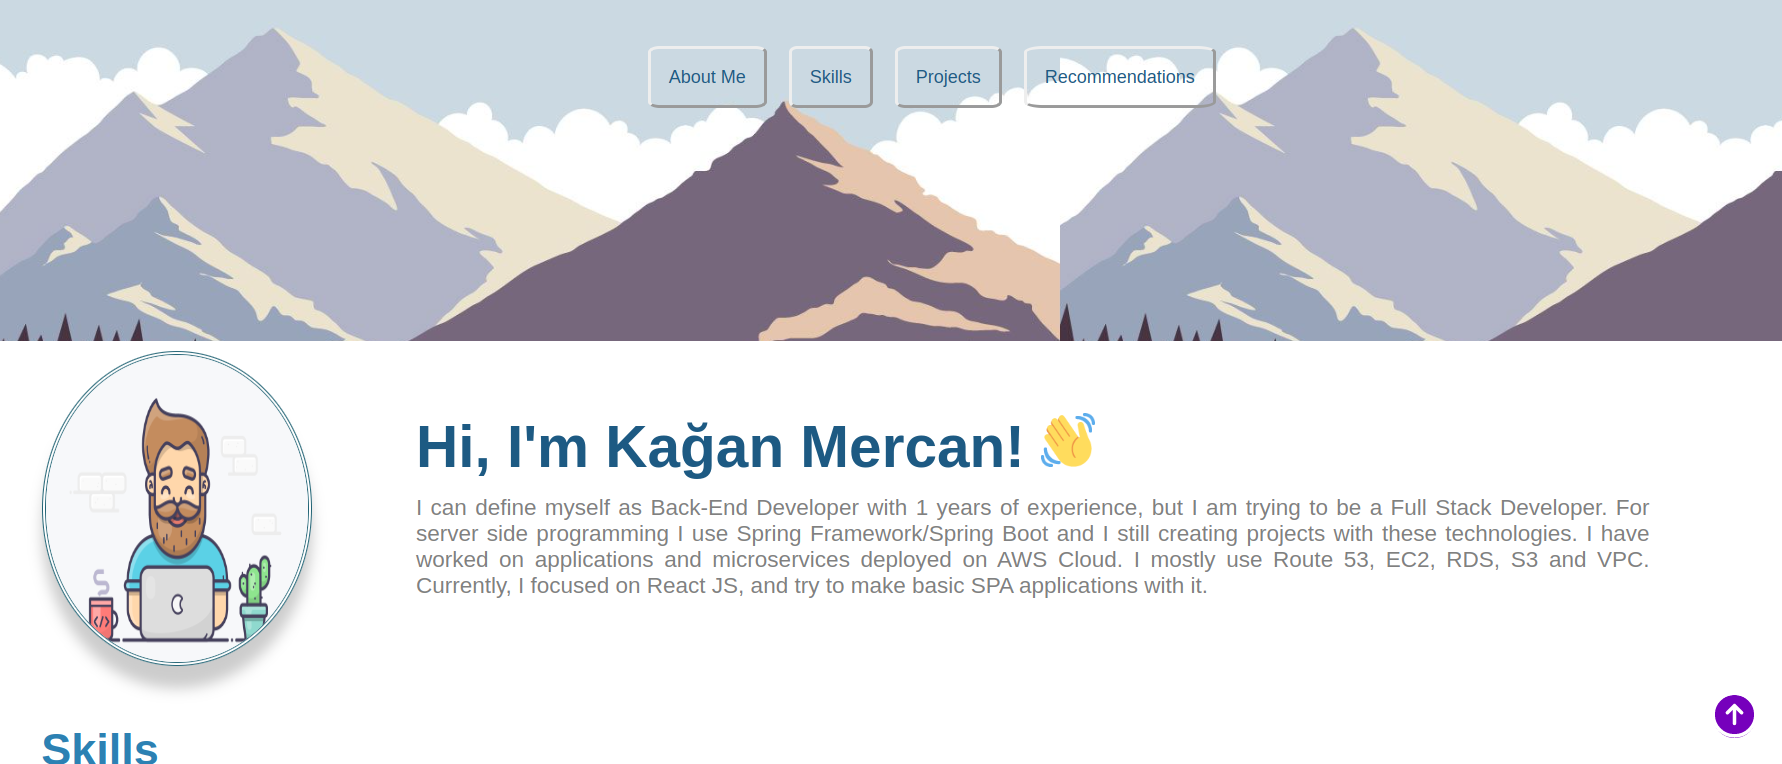 About Me
Skills
Projects
Recommendations
Hi, I'm Kağan Mercan! 👋
I can define myself as Back-End Developer with 1 years of experience, but I am trying to be a Full Stack Developer. For
server side programming I use Spring Framework/Spring Boot and I still creating projects with these technologies. I have
worked on applications and microservices deployed on AWS Cloud. I mostly use Route 53, EC2, RDS, S3 and VPC.
Currently, I focused on React JS, and try to make basic SPA applications with it.
</>
Skills